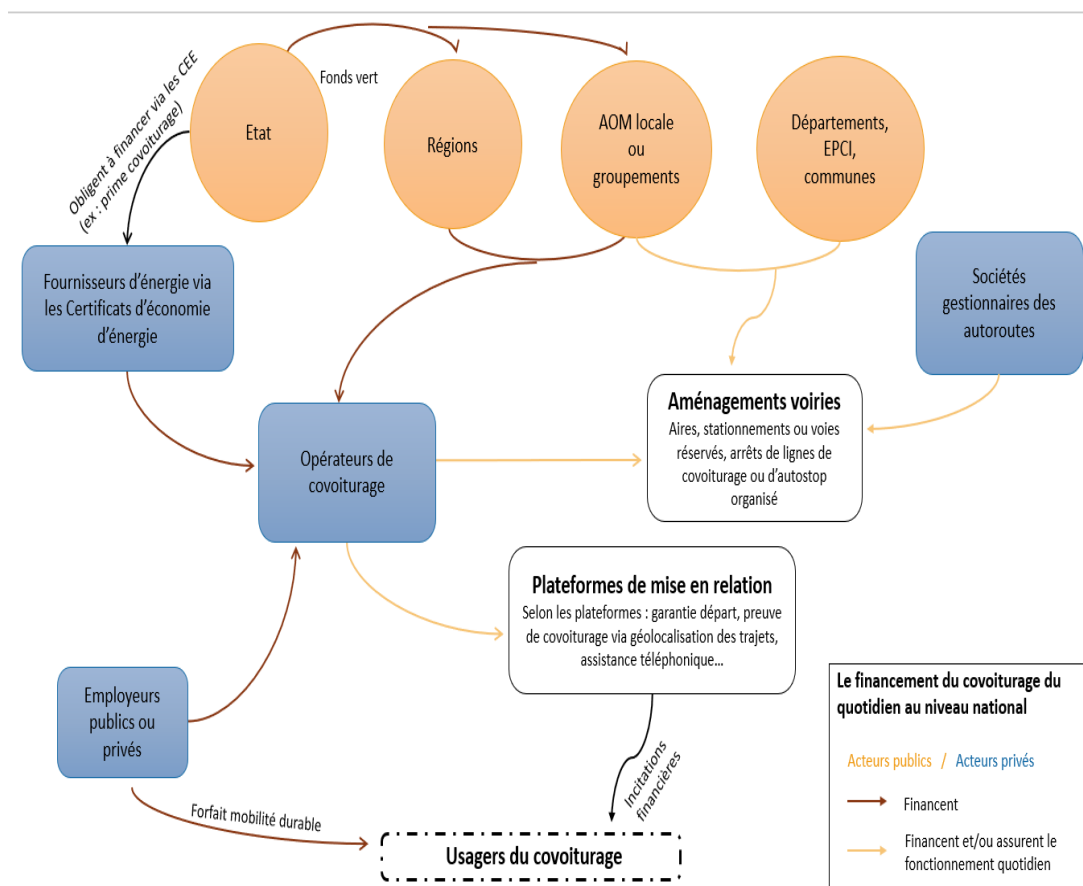 Fonds vert
Etat
Régions
AOM locale
ou
groupements
Départements,
EPCI,
communes
Obligent à financer via les CEE
(ex : prime covoiturage)
Fournisseurs d’énergie via
les Certificats d’économie
d’énergie
Sociétés
gestionnaires des
autoroutes
Aménagements voiries
Aires, stationnements ou voies
réservés, arrêts de lignes de
covoiturage ou d’autostop
organisé
Opérateurs de
covoiturage
Plateformes de mise en relation
Selon les plateformes : garantie départ, preuve
de covoiturage via géolocalisation des trajets,
assistance téléphonique…
Employeurs
publics ou
privés
Incitations
financières
Forfait mobilité durable
Usagers du covoiturage
Le financement du covoiturage du
quotidien au niveau national
Acteurs publics / Acteurs privés
Financent
Financent et/ou assurent le
fonctionnement quotidien